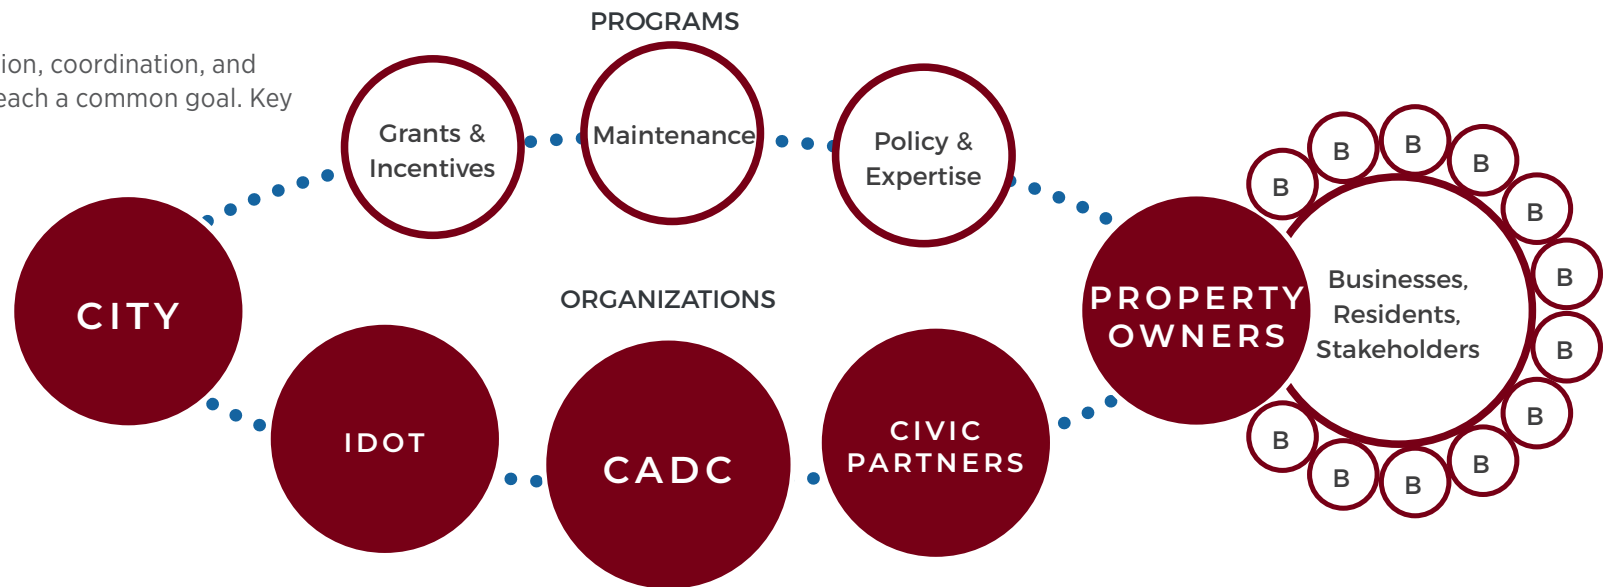 PROGRAMS
ion, coordination, and
each a common goal. Key
Grants &
Incentives
Maintenance
Policy &
Expertise
CITY
ORGANIZATIONS
IDOT
CADC
CIVIC
PARTNERS
PROPERTY
OWNERS
Businesses,
Residents,
Stakeholders
B
B
B
B
B
B
B
B
B
B
B
B